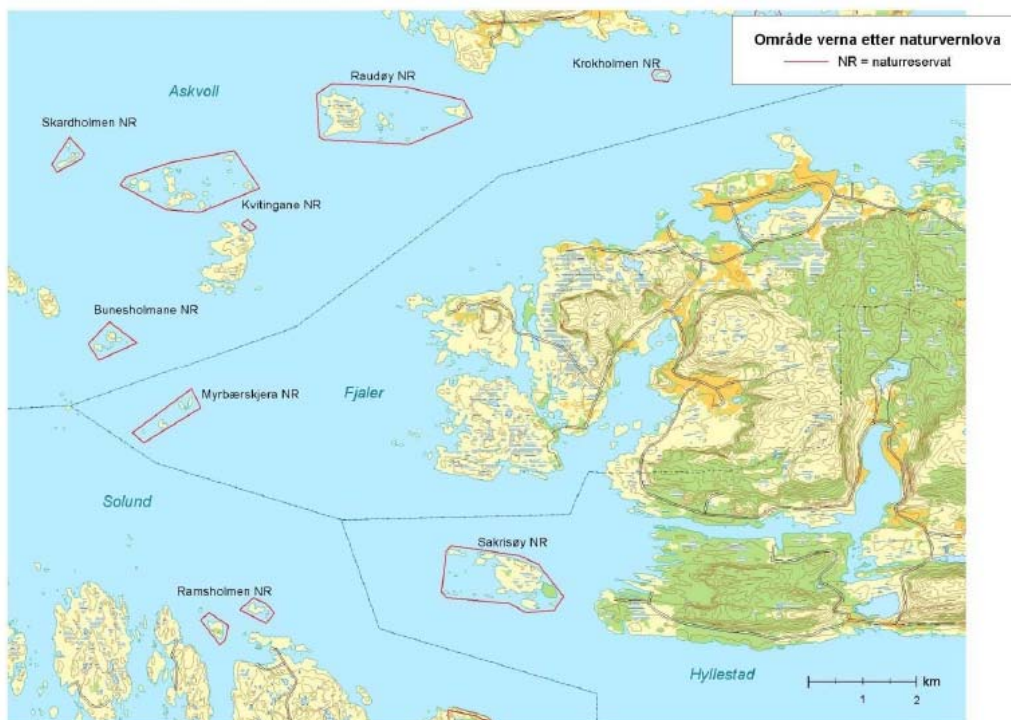 Område verna etter naturvernlova
NR = naturreservat
Krokholmen NR
Raudøy NR
Askvoll
Skardholmen NR
Kvitingane NR
Bunesholmane NR
Myrbærskjera NR
Fjaler
Solund
Sakrisøy NR
Ramsholmen NR
Hyllestad
km
1 2